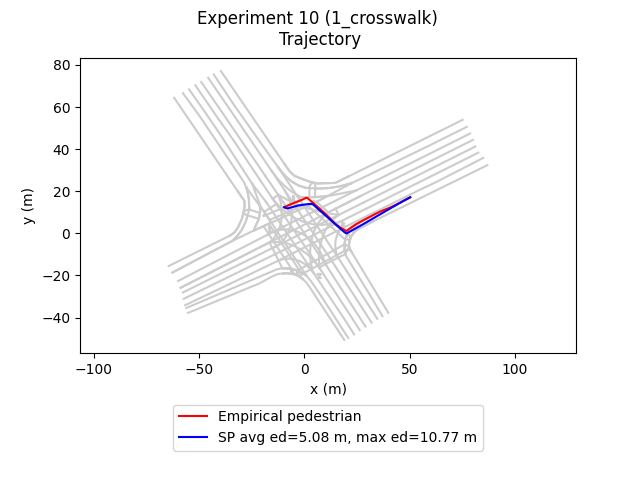 Experiment 10 (1_crosswalk)
Trajectory
80
60
40
20
0
−20
−40
y (m)
−100
−50
0
50
100
x (m)
Empirical pedestrian
SP avg ed=5.08 m, max ed=10.77 m